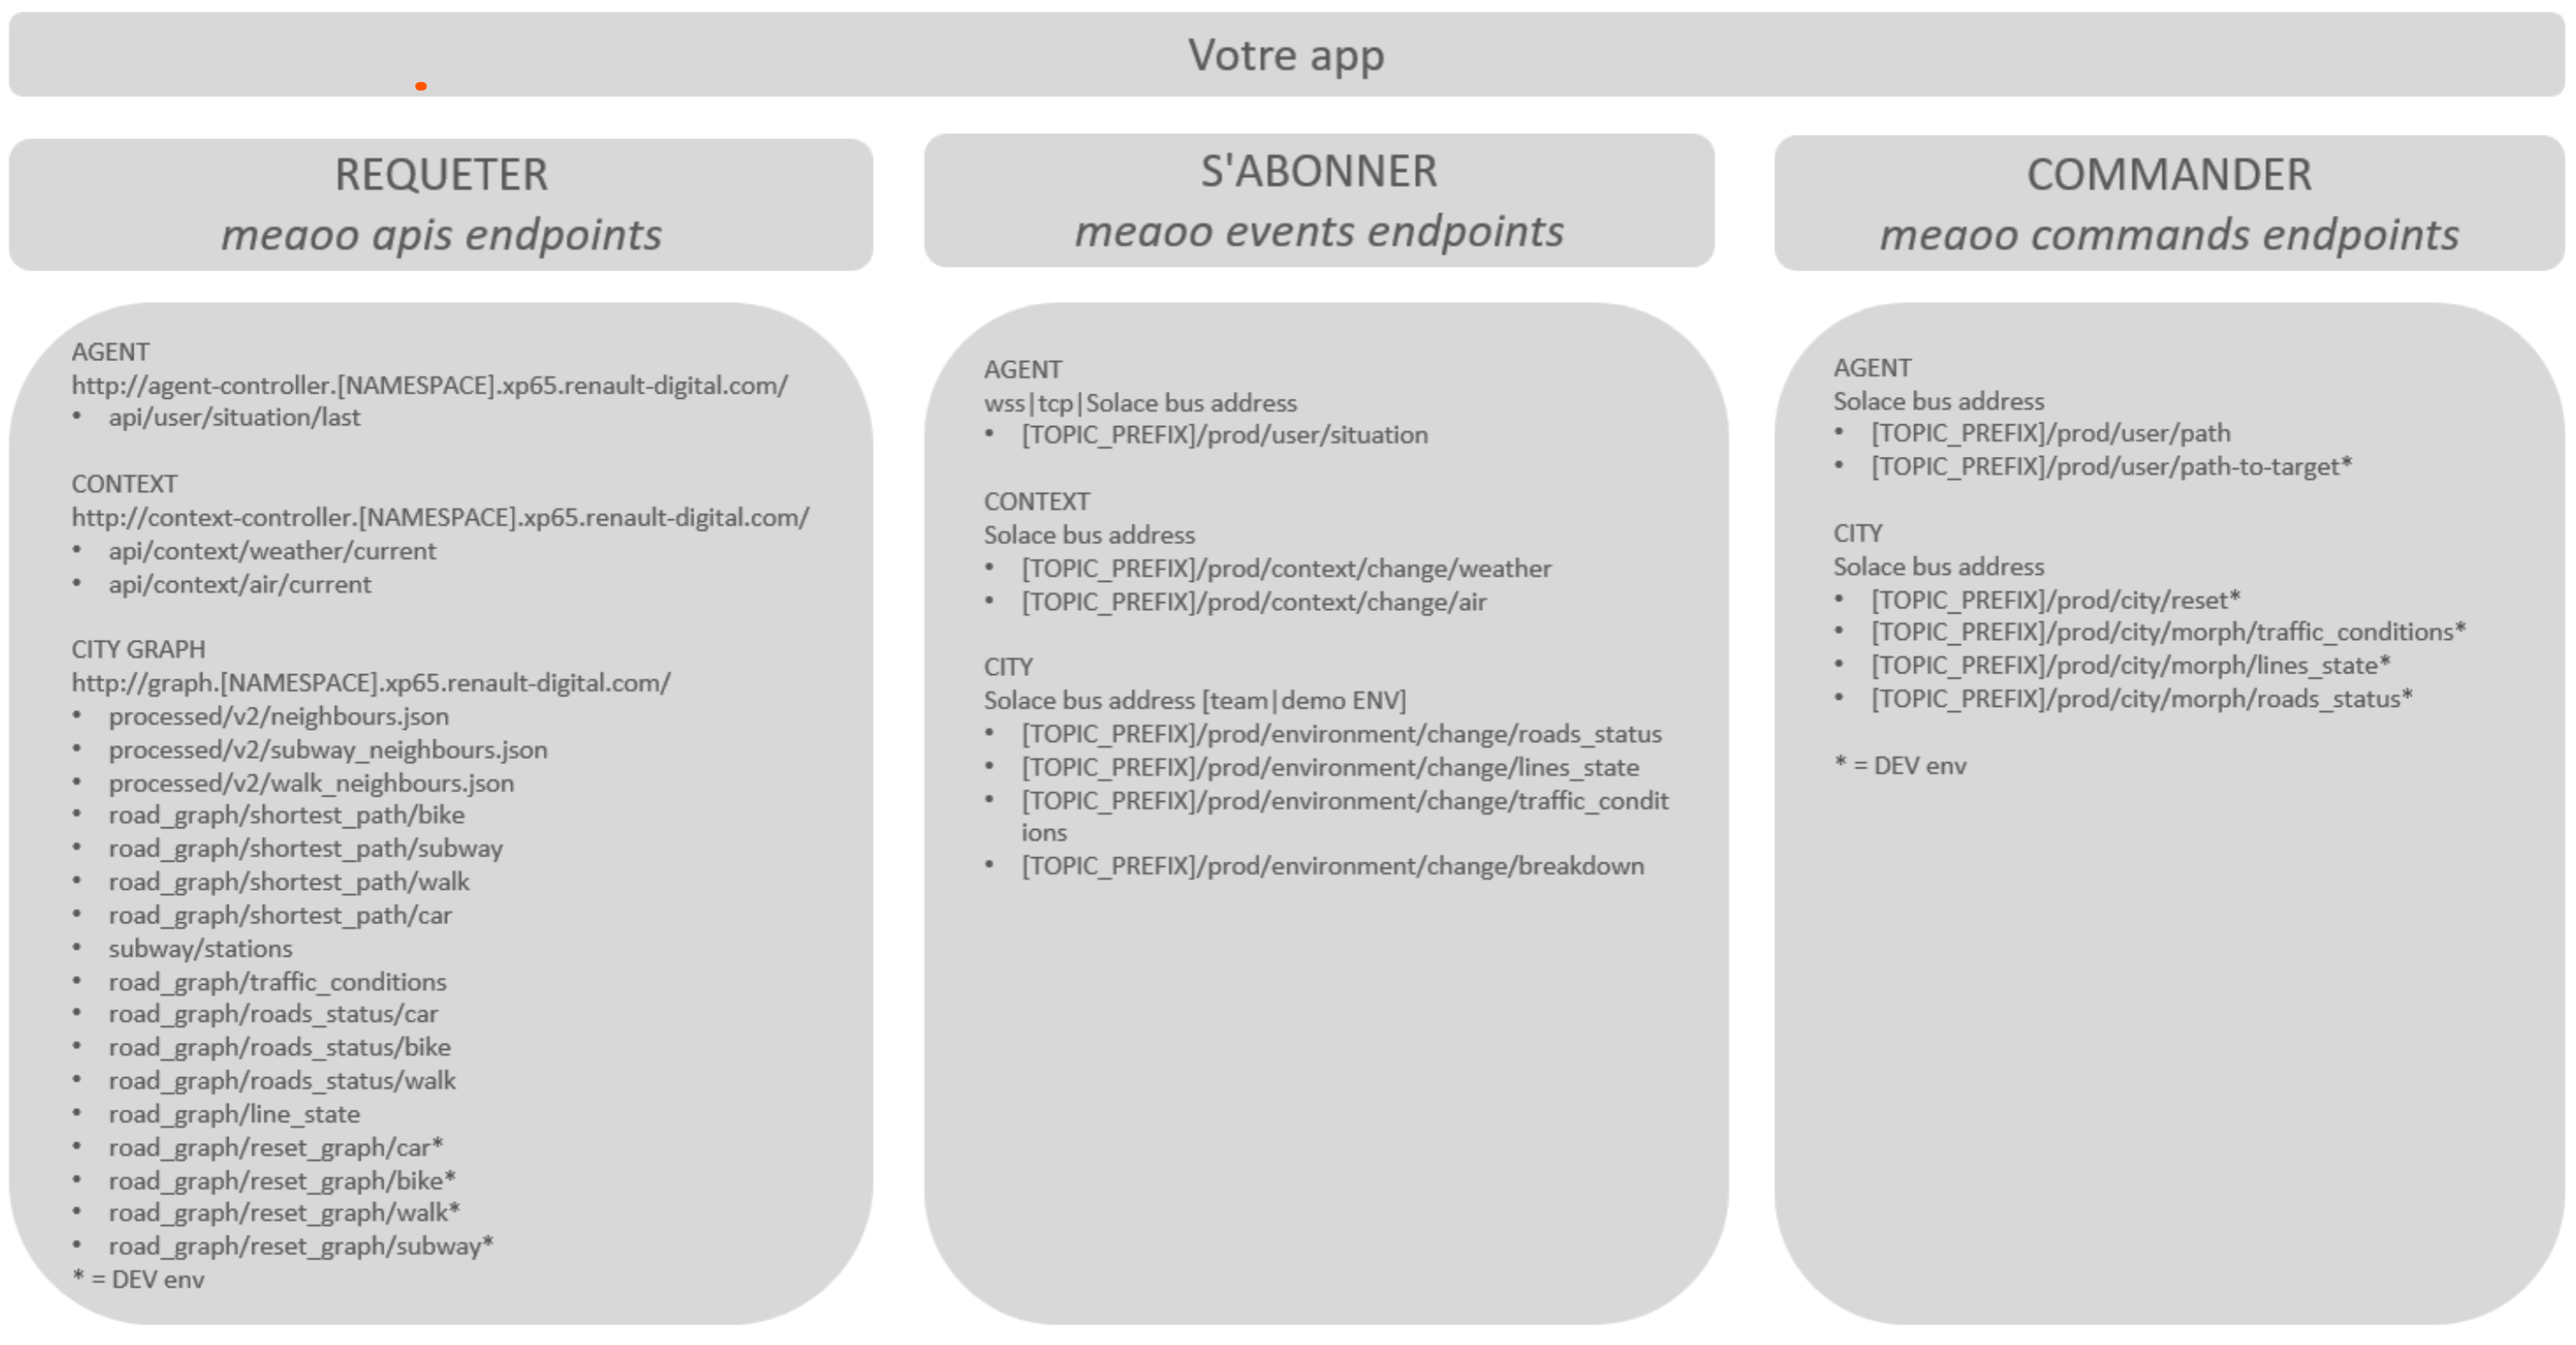 Votre app
REQUETER
meaoo apis endpoints
AGENT
http://agent-controller.[NAMESPACE].xp65.renault-digital.com/
• api/user/situation/last
CONTEXT
http://context-controller.[NAMESPACE].xp65.renault-digital.com/
• api/context/weather/current
• api/context/air/current
CITY GRAPH
http://graph.[NAMESPACE].xp65.renault-digital.com/
• processed/v2/neighbours.json
• processed/v2/subway_neighbours.json
• processed/v2/walk_neighbours.json
• road_graph/shortest_path/bike
• road_graph/shortest_path/subway
• road_graph/shortest_path/walk
• road_graph/shortest_path/car
• subway/stations
• road_graph/traffic_conditions
• road_graph/roads_status/car
• road_graph/roads_status/bike
• road_graph/roads_status/walk
• road_graph/line_state
• road_graph/reset_graph/car*
• road_graph/reset_graph/bike*
• road_graph/reset_graph/walk*
• road_graph/reset_graph/subway*
* = DEV env
S'ABONNER
meaoo events endpoints
AGENT
wss|tcp|Solace bus address
• [TOPIC_PREFIX]/prod/user/situation
CONTEXT
Solace bus address
• [TOPIC_PREFIX]/prod/context/change/weather
• [TOPIC_PREFIX]/prod/context/change/air
CITY
Solace bus address [team|demo ENV]
• [TOPIC_PREFIX]/prod/environment/change/roads_status
• [TOPIC_PREFIX]/prod/environment/change/lines_state
• [TOPIC_PREFIX]/prod/environment/change/traffic_condit
ions
• [TOPIC_PREFIX]/prod/environment/change/breakdown
COMMANDER
meaoo commands endpoints
AGENT
Solace bus address
• [TOPIC_PREFIX]/prod/user/path
• [TOPIC_PREFIX]/prod/user/path-to-target*
CITY
Solace bus address
• [TOPIC_PREFIX]/prod/city/reset*
• [TOPIC_PREFIX]/prod/city/morph/traffic_conditions*
• [TOPIC_PREFIX]/prod/city/morph/lines_state*
• [TOPIC_PREFIX]/prod/city/morph/roads_status*
* = DEV env